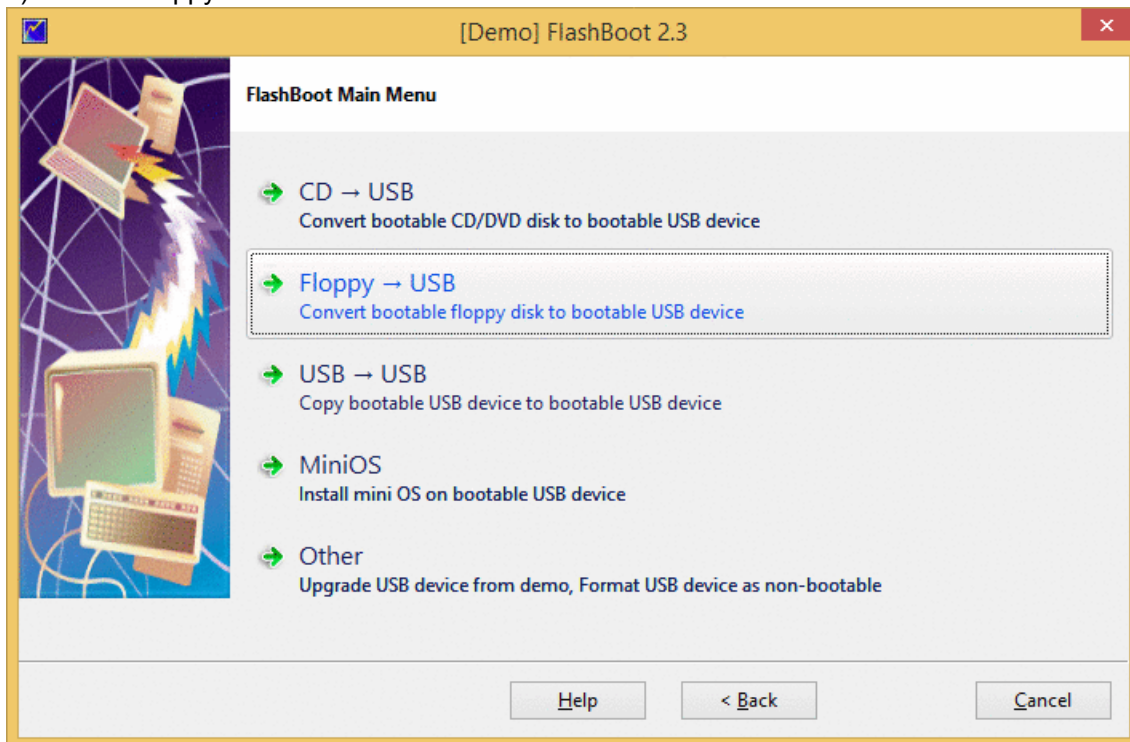 [Demo] FlashBoot 2.3
FlashBoot Main Menu
CD → USB
Convert bootable CD/DVD disk to bootable USB device
Floppy → USB
Convert bootable floppy disk to bootable USB device
USB → USB
Copy bootable USB device to bootable USB device
MiniOS
Install mini OS on bootable USB device
Other
Upgrade USB device from demo, Format USB device as non-bootable
Help
< Back
Cancel